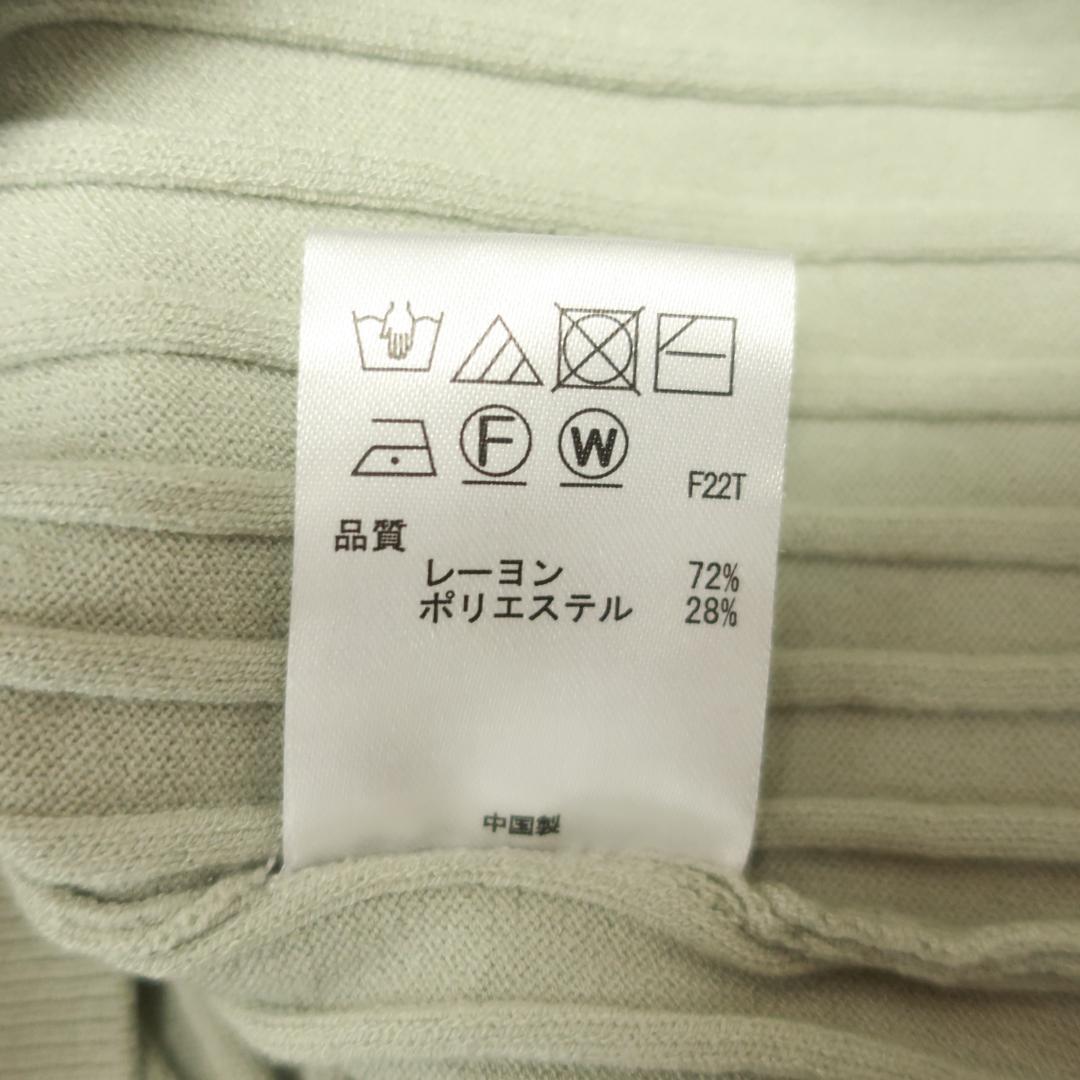 F W
F22T
品質
レーヨン 72%
ポリエステル 28%
中国製